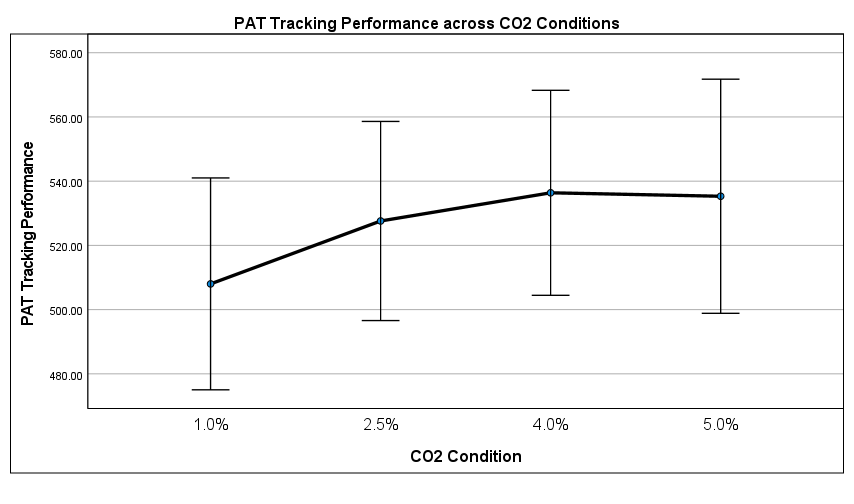 PAT Tracking Performance across CO2 Conditions
PAT Tracking Performance
580.00
560.00
540.00
520.00
500.00
480.00
1.0% 2.5% 4.0% 5.0%
CO2 Condition